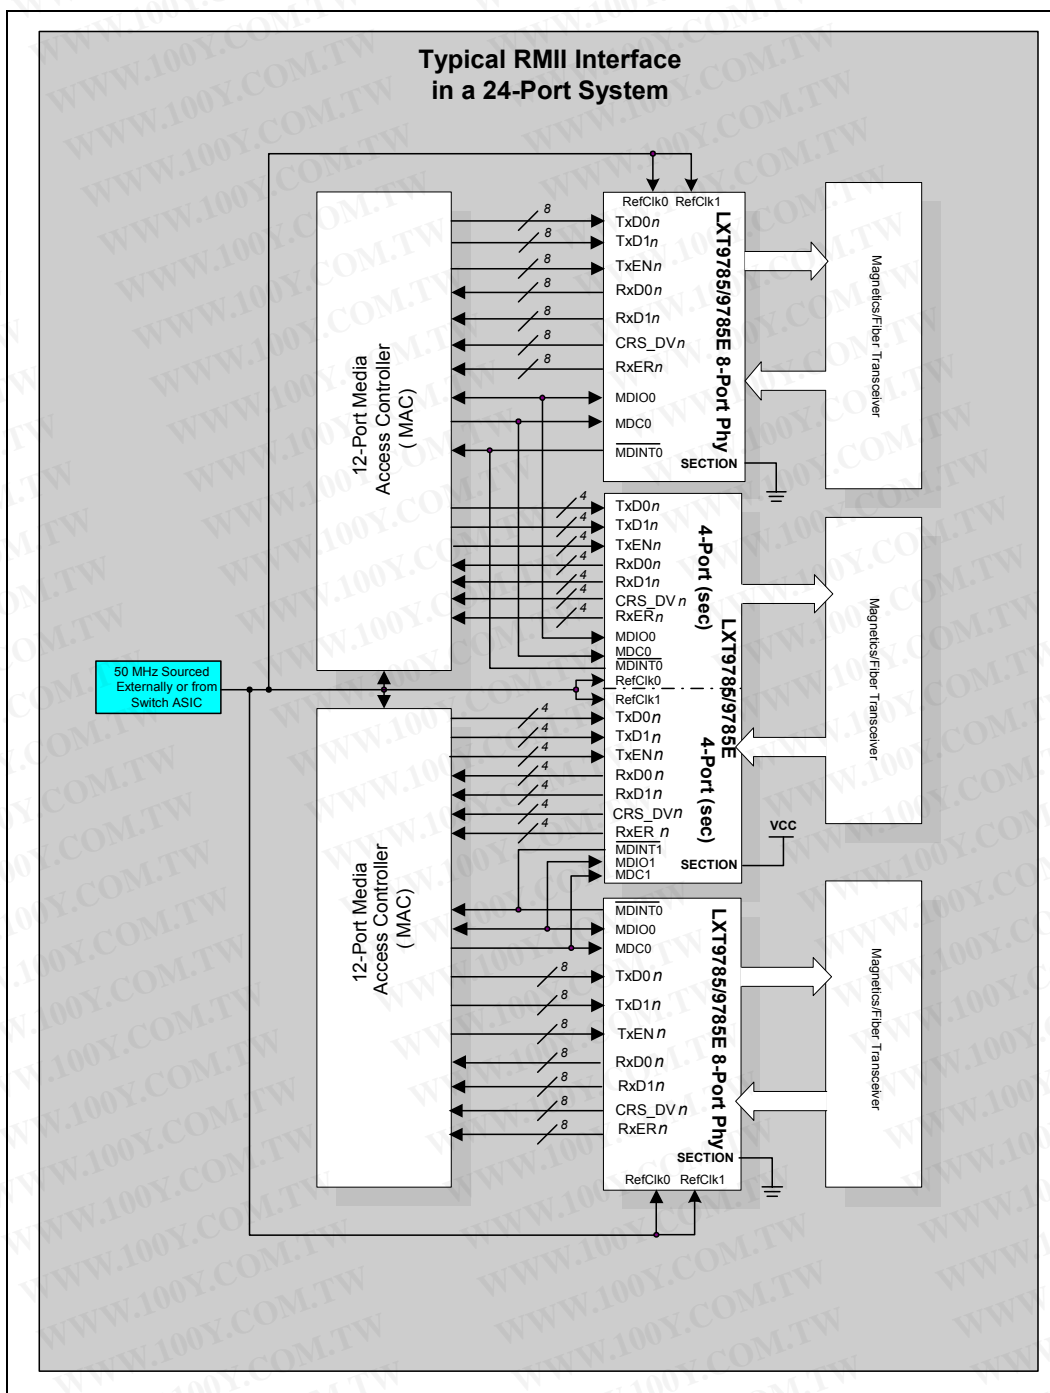 Typical RMII Interface
in a 24-Port System
RefClk0 RefClk1
TxD0n
TxD1n
TxENn
RxD0n
RxD1n
CRS_DVn
RxERn
MDIO0
MDC0
MDINT0
SECTION
8
8
8
8
8
8
8
LXT9785/9785E 8-Port Phy
Magnetics/Fiber Transceiver
12-Port Media
Access Controller
( MAC)
4
4
4
4
4
4
4
TxD0n
TxD1n
TxENn
RxD0n
RxD1n
CRS_DVn
RxERn
MDIO0
MDC0
MDINT0
RefClk0
RefClk1
4-Port (sec)
LXT9785/9785E
4-Port (sec)
Magnetics/Fiber Transceiver
50 MHz Sourced
Externally or from
Switch ASIC
4
4
4
4
4
4
4
TxD0n
TxD1n
TxENn
RxD0n
RxD1n
CRS_DVn
RxER n
MDINT1
MDIO1
MDC1
SECTION
VCC
12-Port Media
Access Controller
( MAC)
MDINT0
MDIO0
MDC0
TxD0n
TxD1n
TxEN n
RxD0n
RxD1n
CRS_DVn
RxERn
SECTION
RefClk0 RefClk1
8
8
8
8
8
8
8
LXT9785/9785E 8-Port Phy
Magnetics/Fiber Transceiver
WWW.100Y.COM.TW